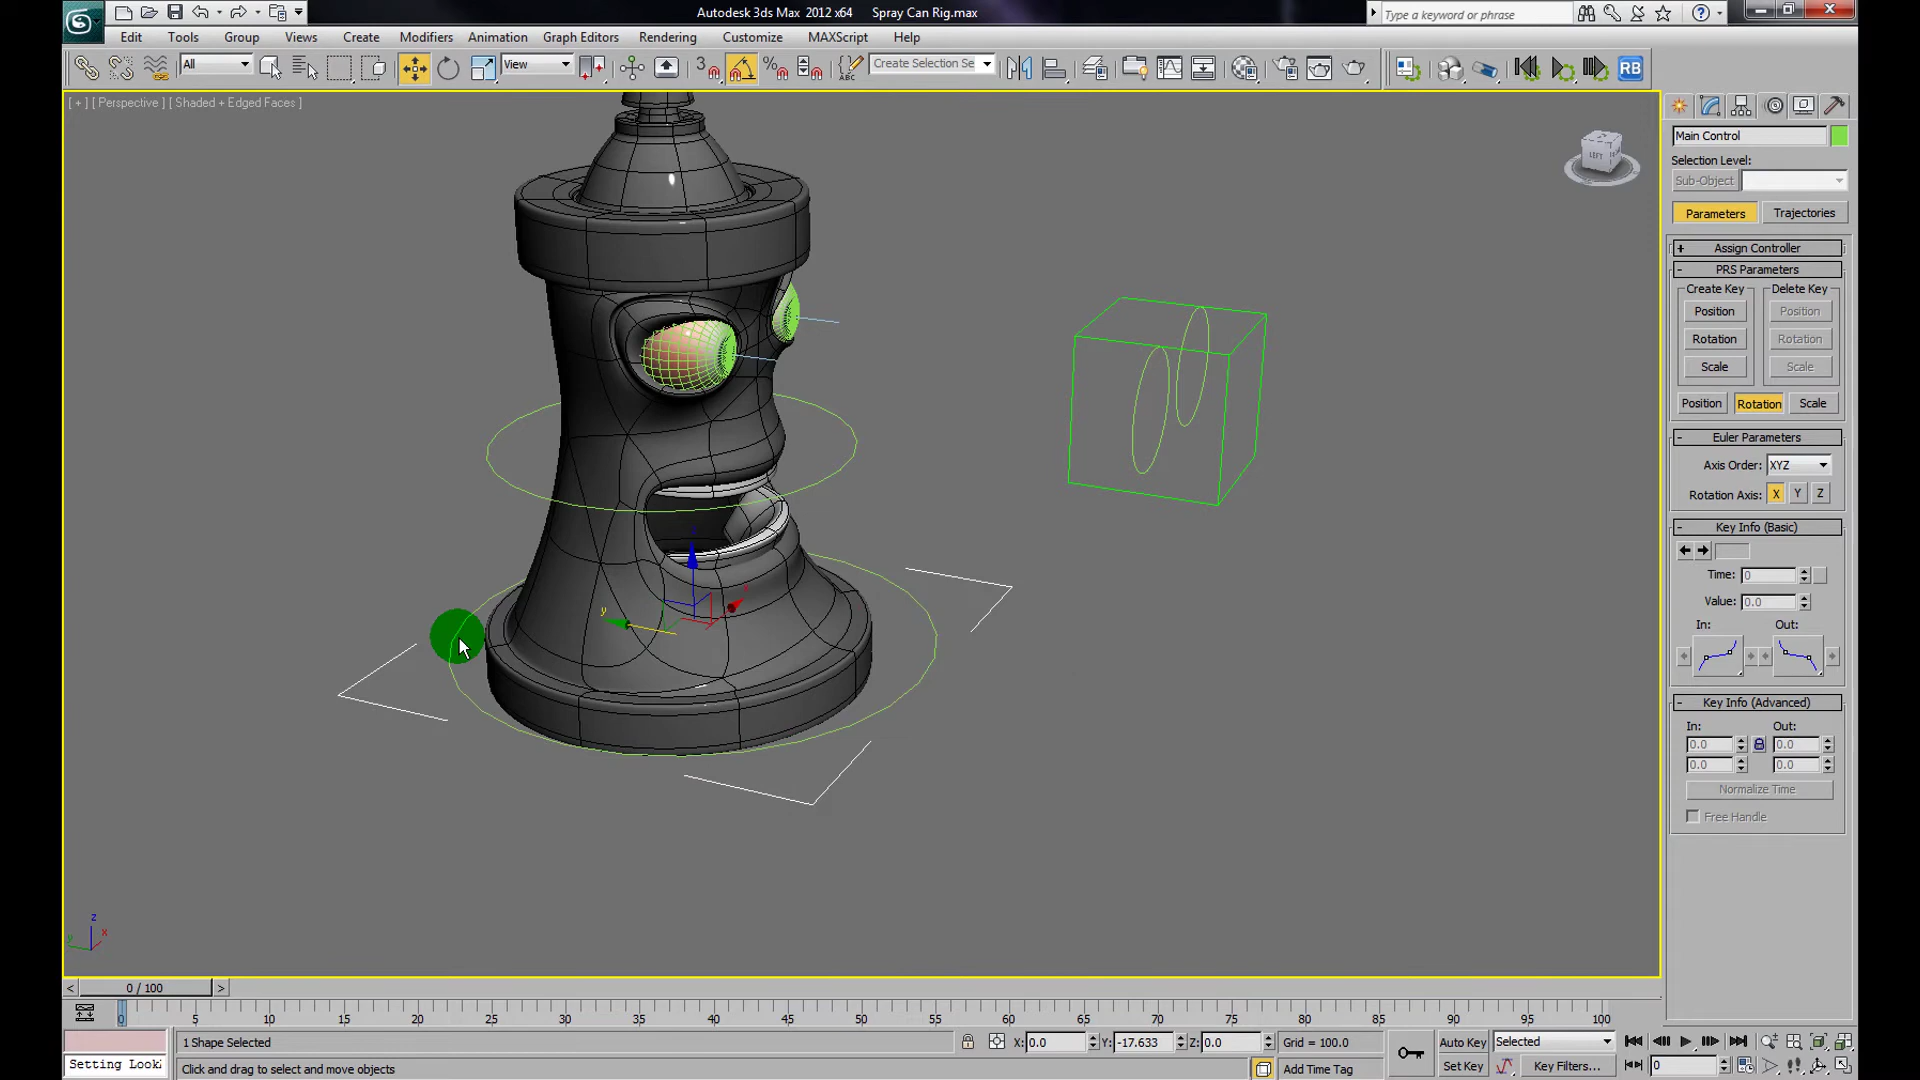 Autodesk 3ds Max 2012 x64 Spray Can Rig.max
Type a keyword or phrase
Edit Tools Group Views Create Modifiers Animation Graph Editors Rendering Customize MAXScript Help
All
View
3
Create Selection Se
RB
[ + ] [ Perspective ] [ Shaded + Edged Faces ]
LEFT
Main Control
Selection Level:
Sub-Object
Parameters Trajectories
+ Assign Controller
- PRS Parameters
Create Key Delete Key
Position Position
Rotation Rotation
Scale Scale
Position Rotation Scale
- Euler Parameters
Axis Order: XYZ
Rotation Axis: X Y Z
- Key Info (Basic)
Time: 0
Value: 0.0
In: Out:
- Key Info (Advanced)
In: Out:
0.0 0.0
0.0 0.0
Normalize Time
Free Handle
y
z
x
y
< 0 / 100 >
0 5 10 15 20 25 30 35 40 45 50 55 60 65 70 75 80 85 90 95 100
1 Shape Selected X: 0.0 Y: -17.633 Z: 0.0 Grid = 100.0 Auto Key Selected
Setting Look Click and drag to select and move objects Add Time Tag Set Key Key Filters... 0